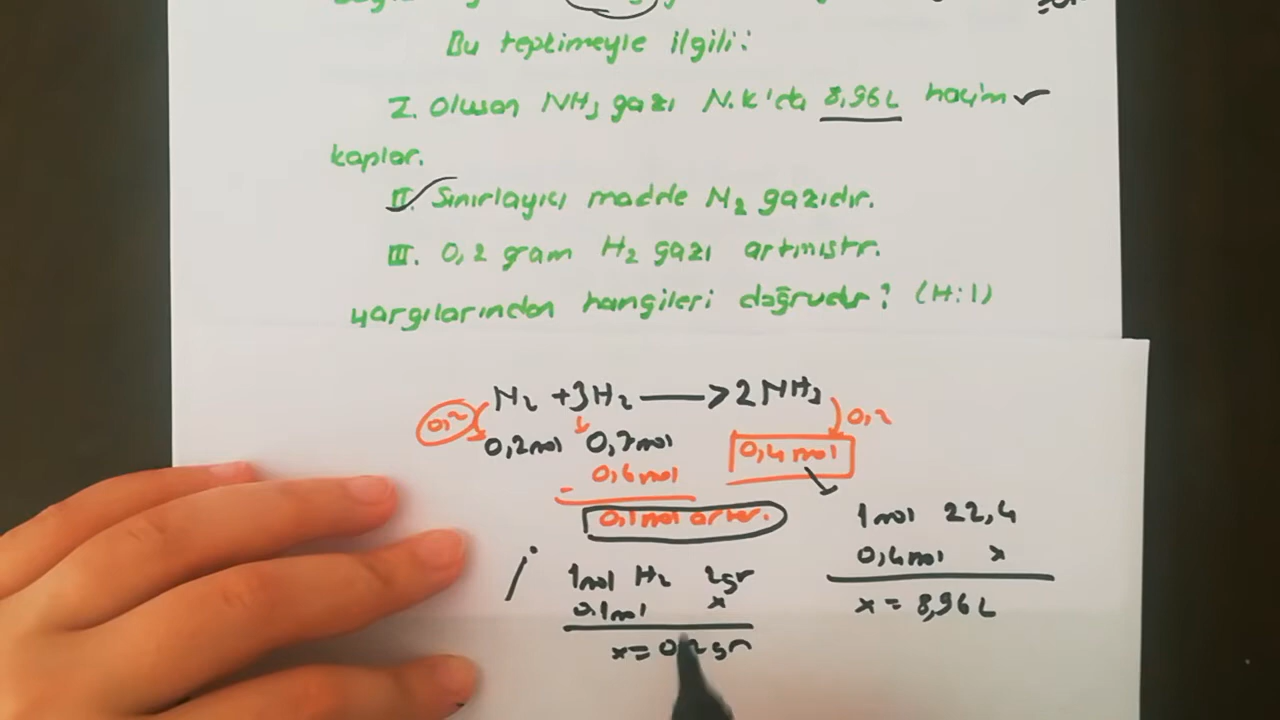 Bu tepkimeyle ilgili:
I. Oluşan NH3 gazı N.K'da 8,96L hacim
kaplar.
II. Sınırlayıcı madde N2 gazıdır.
III. 0,2 gram H2 gazı artmıştır.
yargılarından hangileri doğrudur? (H:1)
N2 + 3H2 —> 2NH3
0,2 0,2
0,2mol 0,7mol 0,4mol
- 0,6mol
0,1mol artar.
1mol 22,4
0,4mol x
x = 8,96L
1mol H2 2gr
0,1mol x
x = 0,2gr